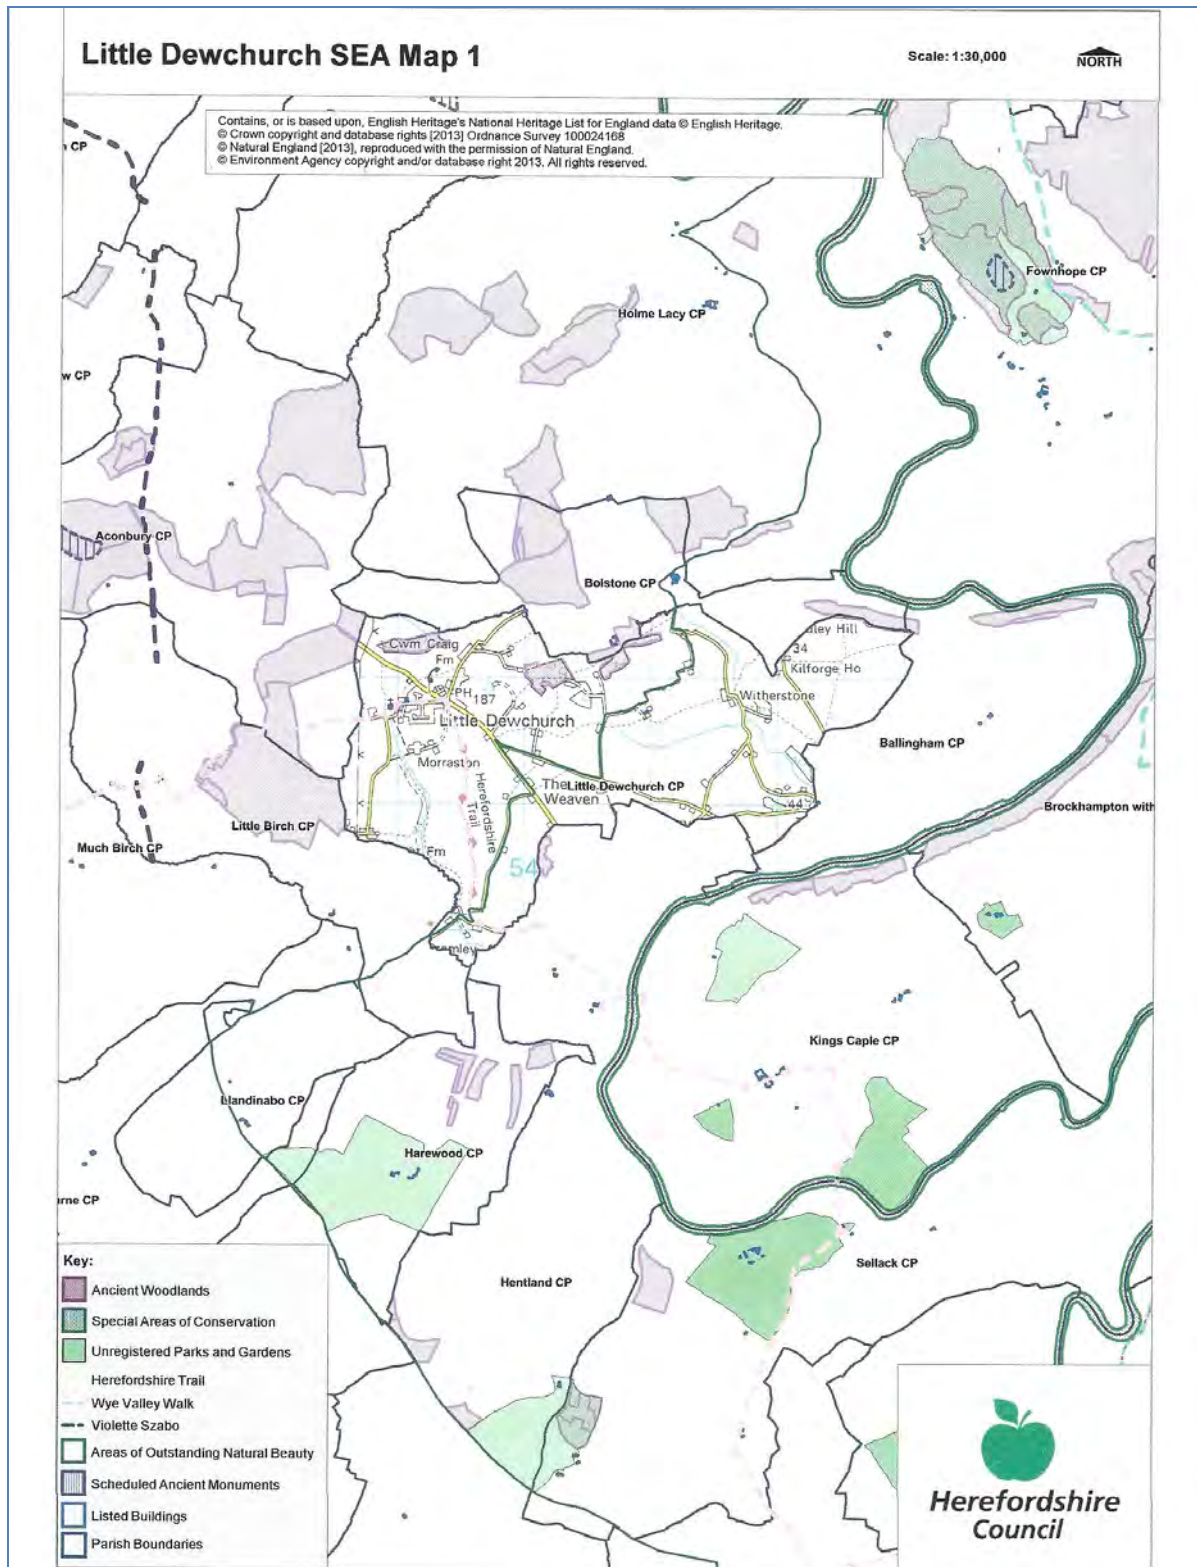 Little Dewchurch SEA Map 1
Scale: 1:30,000
NORTH
Contains, or is based upon, English Heritage's National Heritage List for England data © English Heritage.
© Crown copyright and database rights [2013] Ordnance Survey 100024168
© Natural England [2013], reproduced with the permission of Natural England.
© Environment Agency copyright and/or database right 2013. All rights reserved.
CP
Fownhope CP
Holme Lacy CP
w CP
Aconbury CP
Bolstone CP
uley Hill
Cwm Craig
Fm
34
Kilforge Ho
PH
187
Witherstone
Little Dewchurch
Ballingham CP
Morraston
Herefordshire
Trail
The
Weaven
Little Dewchurch CP
44
Brockhampton with
Little Birch CP
Much Birch CP
Fm
54
Kings Caple CP
Llandinabo CP
Harewood CP
rne CP
Sellack CP
Hentland CP
Key:
Ancient Woodlands
Special Areas of Conservation
Unregistered Parks and Gardens
Herefordshire Trail
Wye Valley Walk
Violette Szabo
Areas of Outstanding Natural Beauty
Scheduled Ancient Monuments
Listed Buildings
Parish Boundaries
Herefordshire
Council